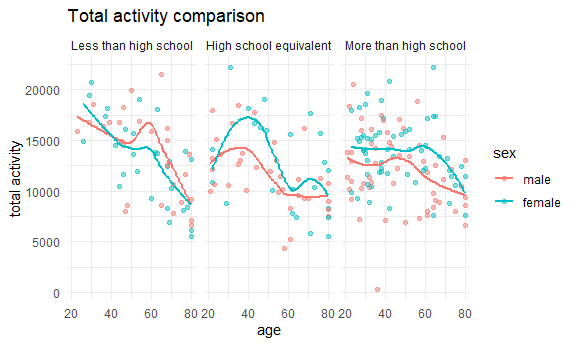 Total activity comparison
Less than high school
High school equivalent
More than high school
total activity
20000
15000
10000
5000
0
20 40 60 80
20 40 60 80
20 40 60 80
age
sex
male
female